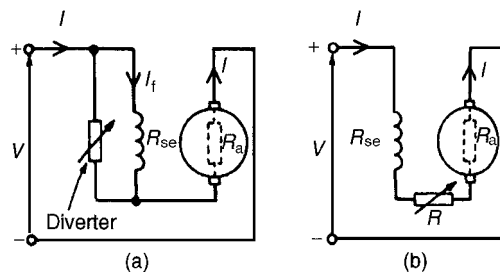 I I
+ I_f
V R_se R_a
Diverter
−
(a)
I I
+
V R_se R_a
R
−
(b)